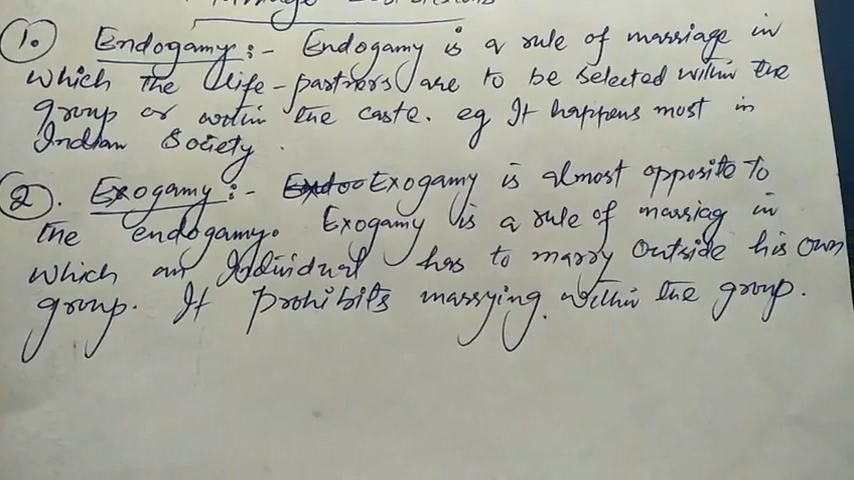 1. Endogamy :- Endogamy is a rule of marriage in
which the life-partners are to be selected within the
group or within the caste. eg It happens most in
Indian Society.
2. Exogamy :- Exogamy is almost opposite to
the endogamy. Exogamy is a rule of marriag in
which an Individual has to marry outside his own
group. It prohibits marrying within the group.